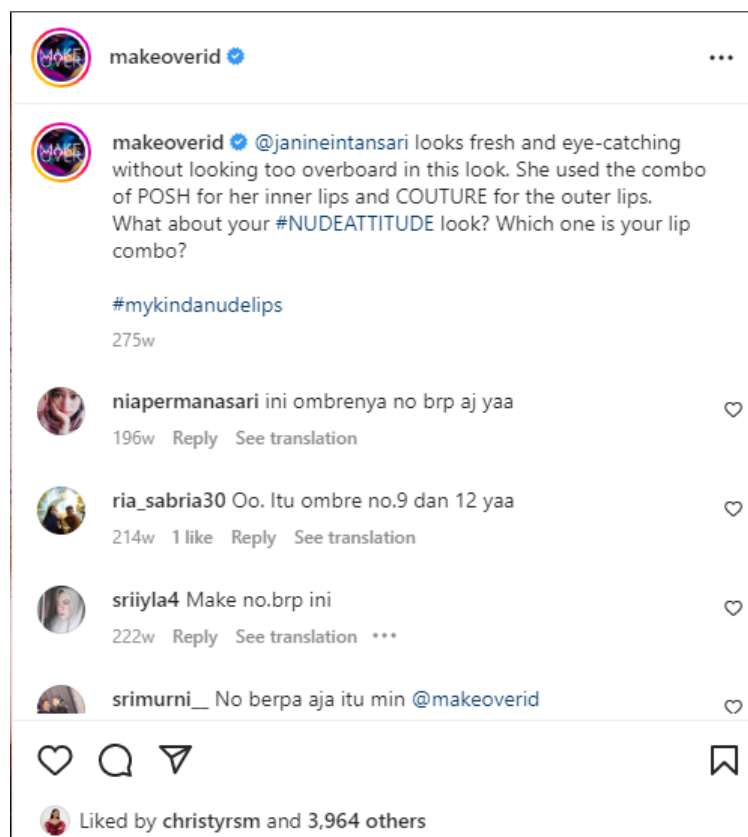 makeoverid
makeoverid @janineintansari looks fresh and eye-catching
without looking too overboard in this look. She used the combo
of POSH for her inner lips and COUTURE for the outer lips.
What about your #NUDEATTITUDE look? Which one is your lip
combo?
#mykindanudelips
275w
niapermanasari ini ombrenya no brp aj yaa
196w Reply See translation
ria_sabria30 Oo. Itu ombre no.9 dan 12 yaa
214w 1 like Reply See translation
sriiyla4 Make no.brp ini
222w Reply See translation •••
srimurni__ No berpa aja itu min @makeoverid
Liked by christyrsm and 3,964 others